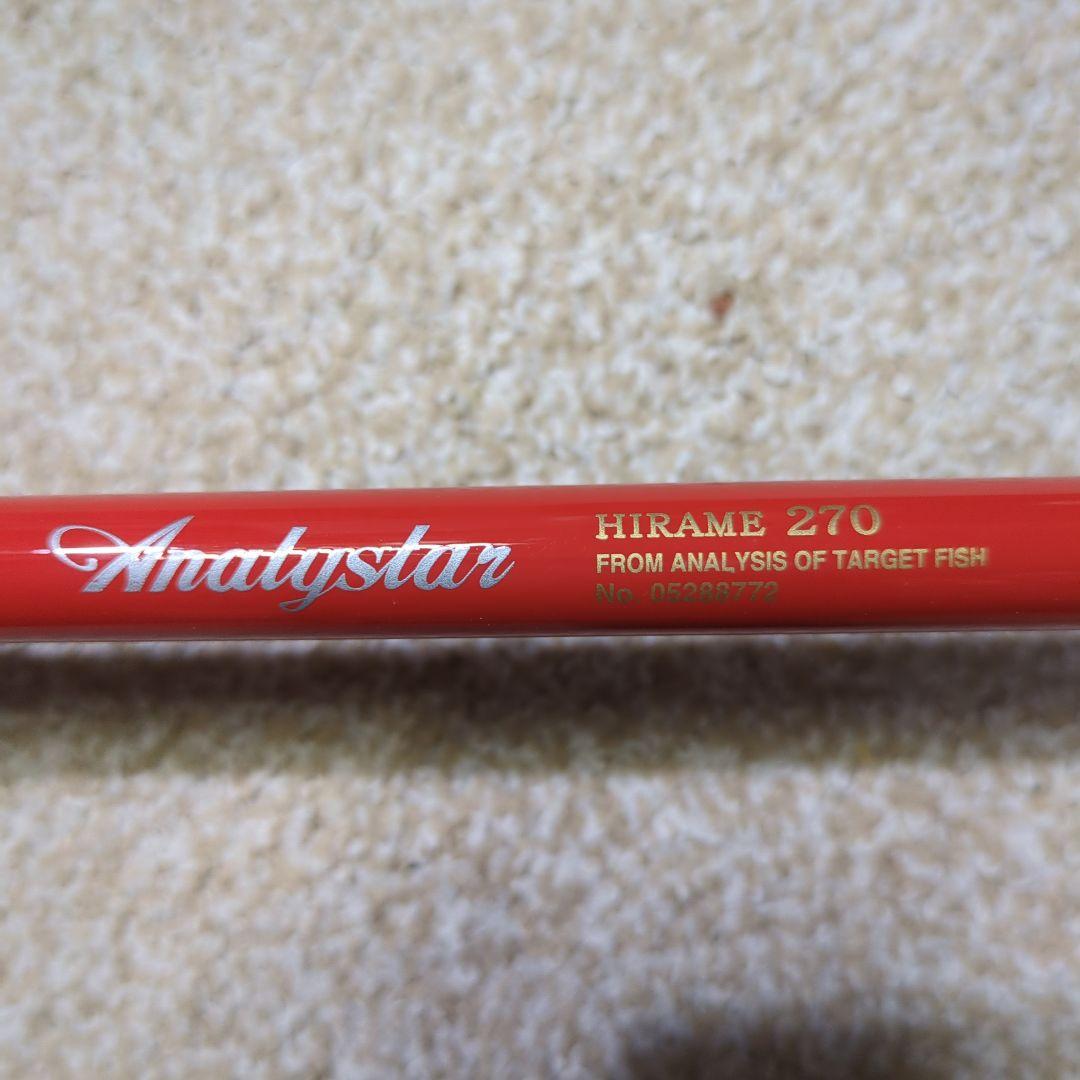 Analystar
HIRAME 270
FROM ANALYSIS OF TARGET FISH
No. 05288772